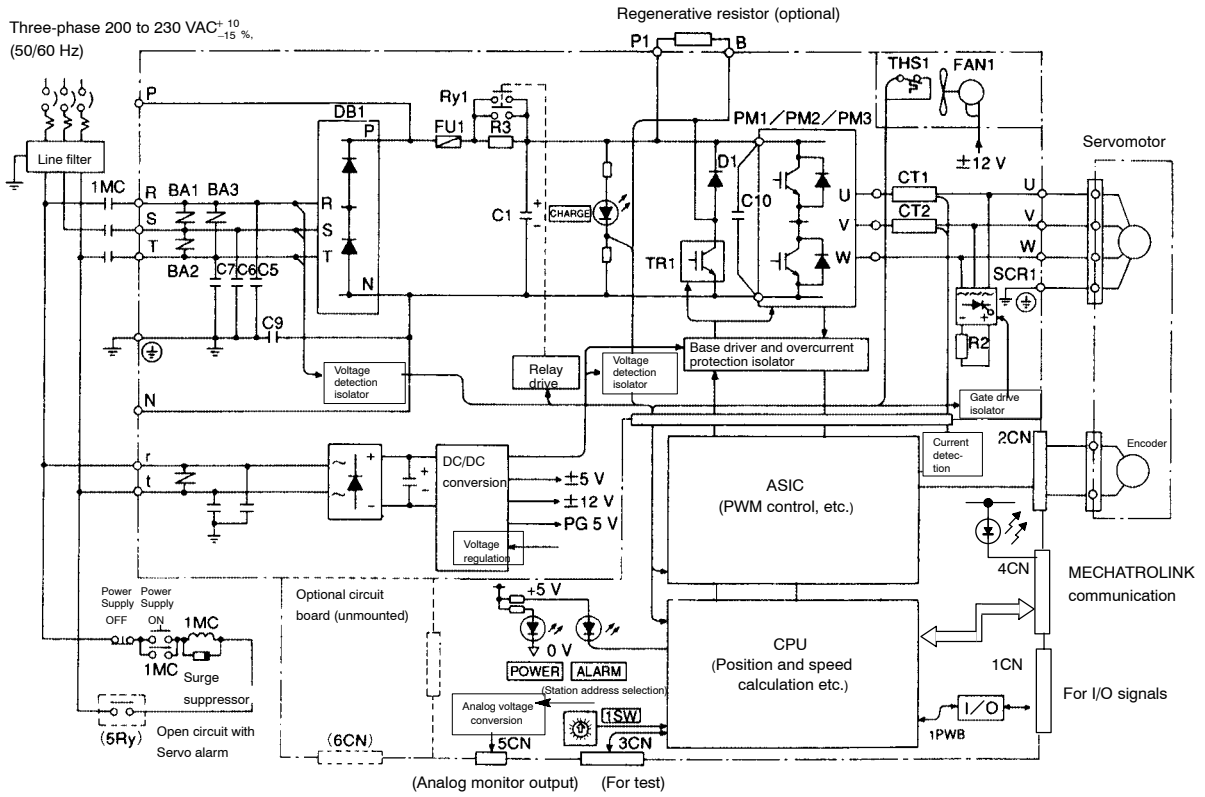 Regenerative resistor (optional)
Three-phase 200 to 230 VAC +10 −15 %,
(50/60 Hz)
P1
B
THS1
FAN1
P
Ry1
DB1
P
FU1
R3
PM1/PM2/PM3
±12 V
Servomotor
Line filter
1MC
R
BA1
BA3
R
D1
U
CT1
U
S
S
C1
+
−
CHARGE
C10
V
CT2
V
T
BA2
C7
C6
C5
T
TR1
W
W
N
SCR1
− +
C9
R2
Base driver and overcurrent
protection isolator
Voltage
detection
isolator
Relay
drive
Voltage
detection
isolator
Gate drive
isolator
N
2CN
Current
detec-
tion
Encoder
r
t
~
~
+
−
+
−
DC/DC
conversion
±5 V
±12 V
PG 5 V
Voltage
regulation
ASIC
(PWM control, etc.)
4CN
MECHATROLINK
communication
Power
Supply
OFF
Power
Supply
ON
1MC
1MC
Surge
suppressor
Optional circuit
board (unmounted)
+5 V
0 V
POWER
ALARM
CPU
(Position and speed
calculation etc.)
1CN
For I/O signals
(Station address selection)
Analog voltage
conversion
1SW
I/O
1PWB
(5Ry)
Open circuit with
Servo alarm
(6CN)
5CN
3CN
(Analog monitor output)
(For test)